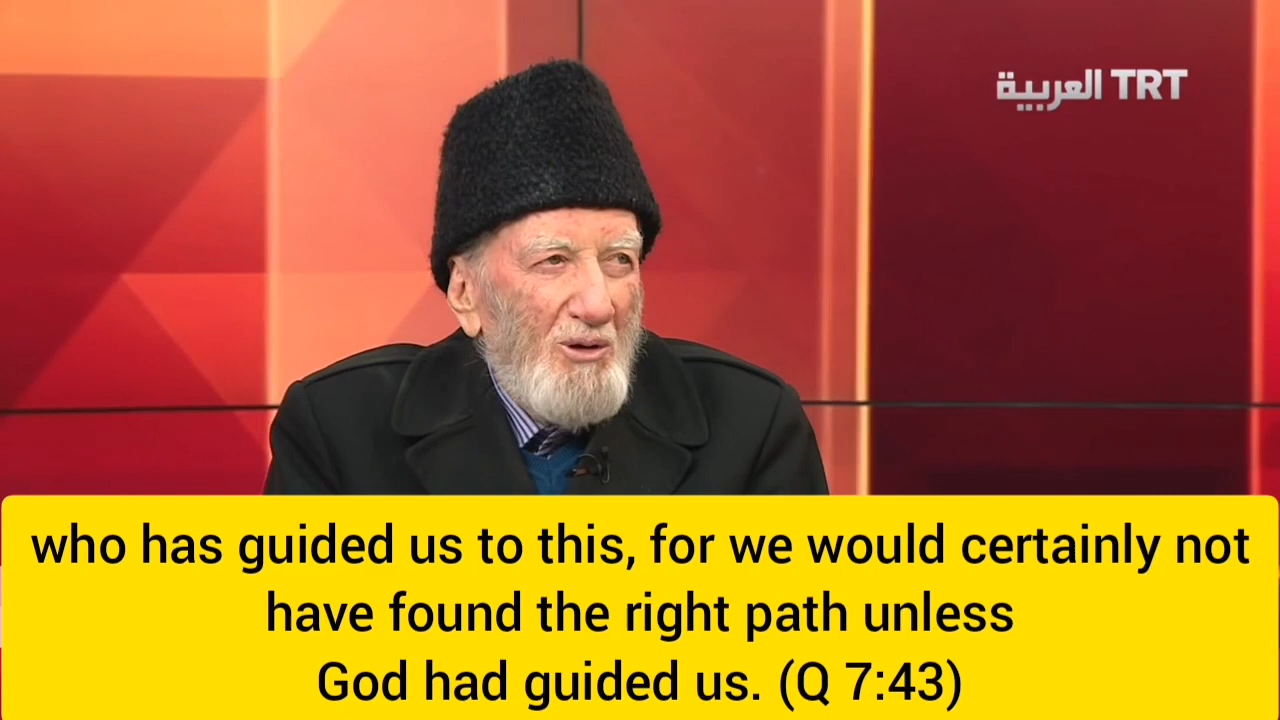 TRT العربية
who has guided us to this, for we would certainly not
have found the right path unless
God had guided us. (Q 7:43)